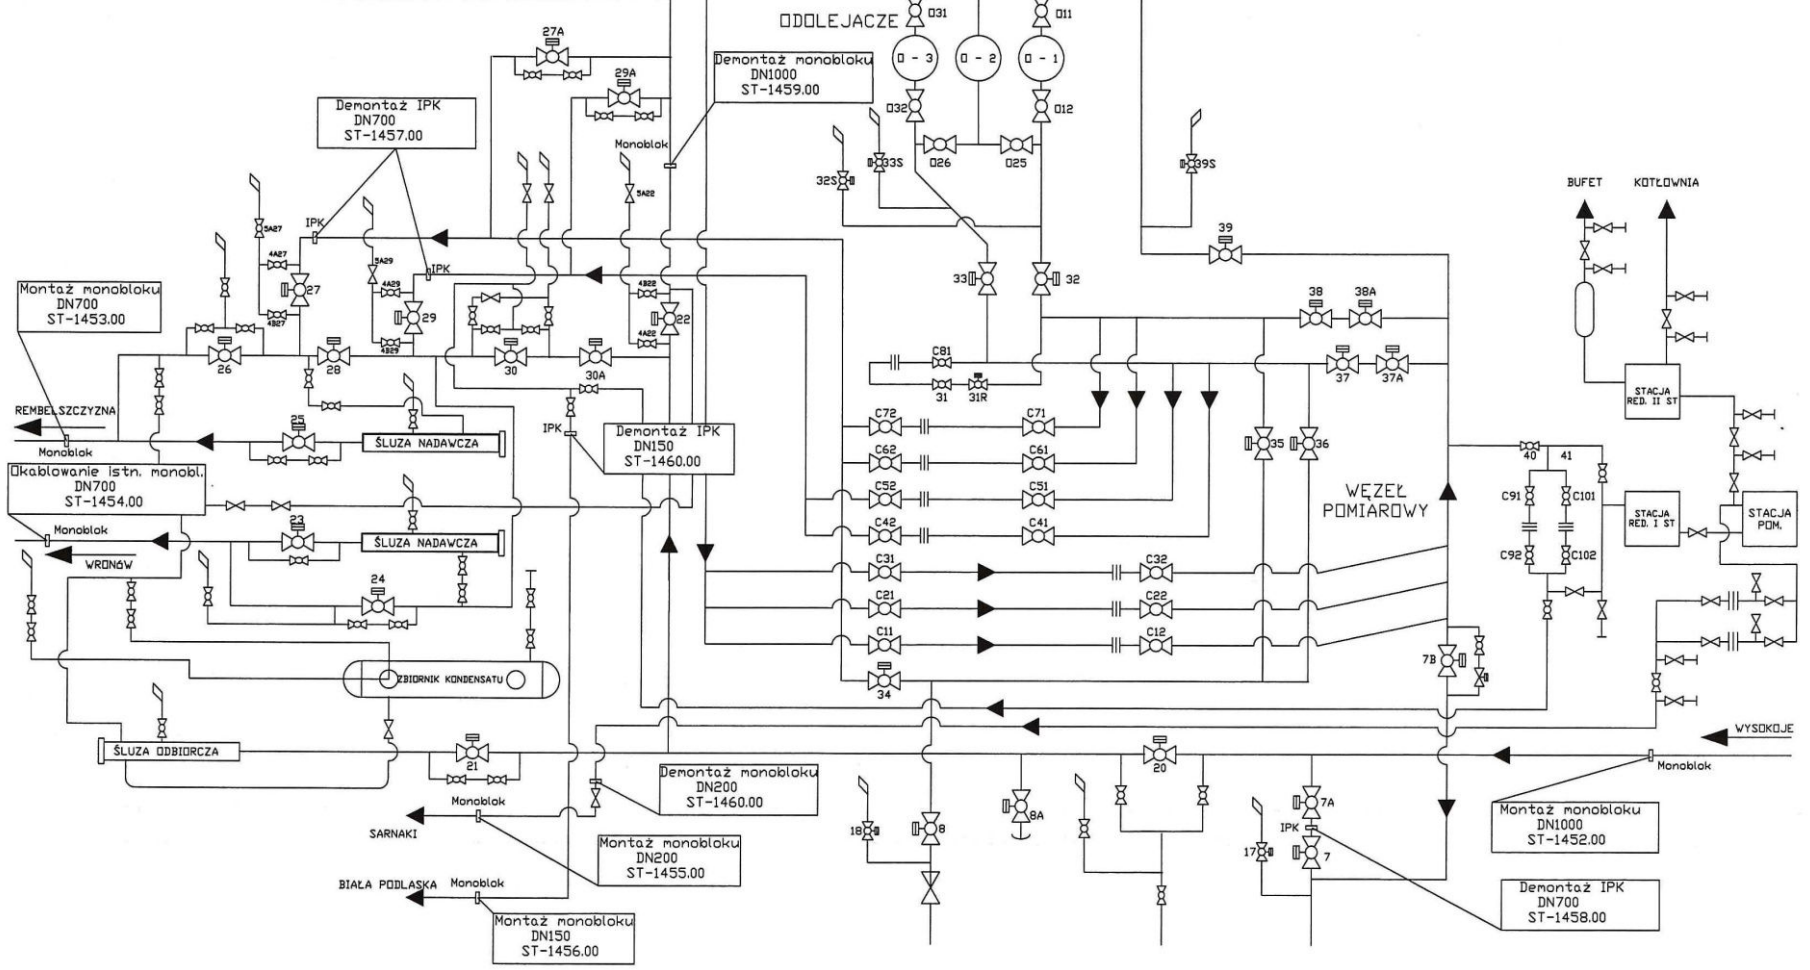 ODOLEJACZE
O31
O11
27A
O - 3
O - 2
O - 1
29A
Demontaż monobloku
DN1000
ST-1459.00
Demontaż IPK
DN700
ST-1457.00
O32
O12
Monoblok
O26
O25
33S
32S
39S
BUFET
KOTŁOWNIA
5A22
5A27
IPK
39
4A27
5A29
IPK
27
4A29
4B22
33
32
Montaż monobloku
DN700
ST-1453.00
4B27
29
22
38
38A
4B29
4A22
26
28
30
30A
C81
37
37A
31
31R
STACJA
RED. II ST
REMBELSZCZYZNA
25
IPK
Demontaż IPK
DN150
ST-1460.00
C72
C71
ŚLUZA NADAWCZA
Monoblok
35
36
40
41
C62
C61
Okablowanie istn. monobl.
DN700
ST-1454.00
C52
C51
WĘZEŁ
POMIAROWY
C91
C101
STACJA
RED. I ST
STACJA
POM.
Monoblok
23
C42
C41
ŚLUZA NADAWCZA
WRONÓW
C92
C102
C31
C32
24
C21
C22
C11
C12
7B
ZBIORNIK KONDENSATU
34
WYSOKOJE
ŚLUZA ODBIORCZA
21
20
Monoblok
Demontaż monobloku
DN200
ST-1460.00
Monoblok
SARNAKI
18
8
8A
7A
IPK
17
7
Montaż monobloku
DN1000
ST-1452.00
Montaż monobloku
DN200
ST-1455.00
BIAŁA PODLASKA
Monoblok
Demontaż IPK
DN700
ST-1458.00
Montaż monobloku
DN150
ST-1456.00